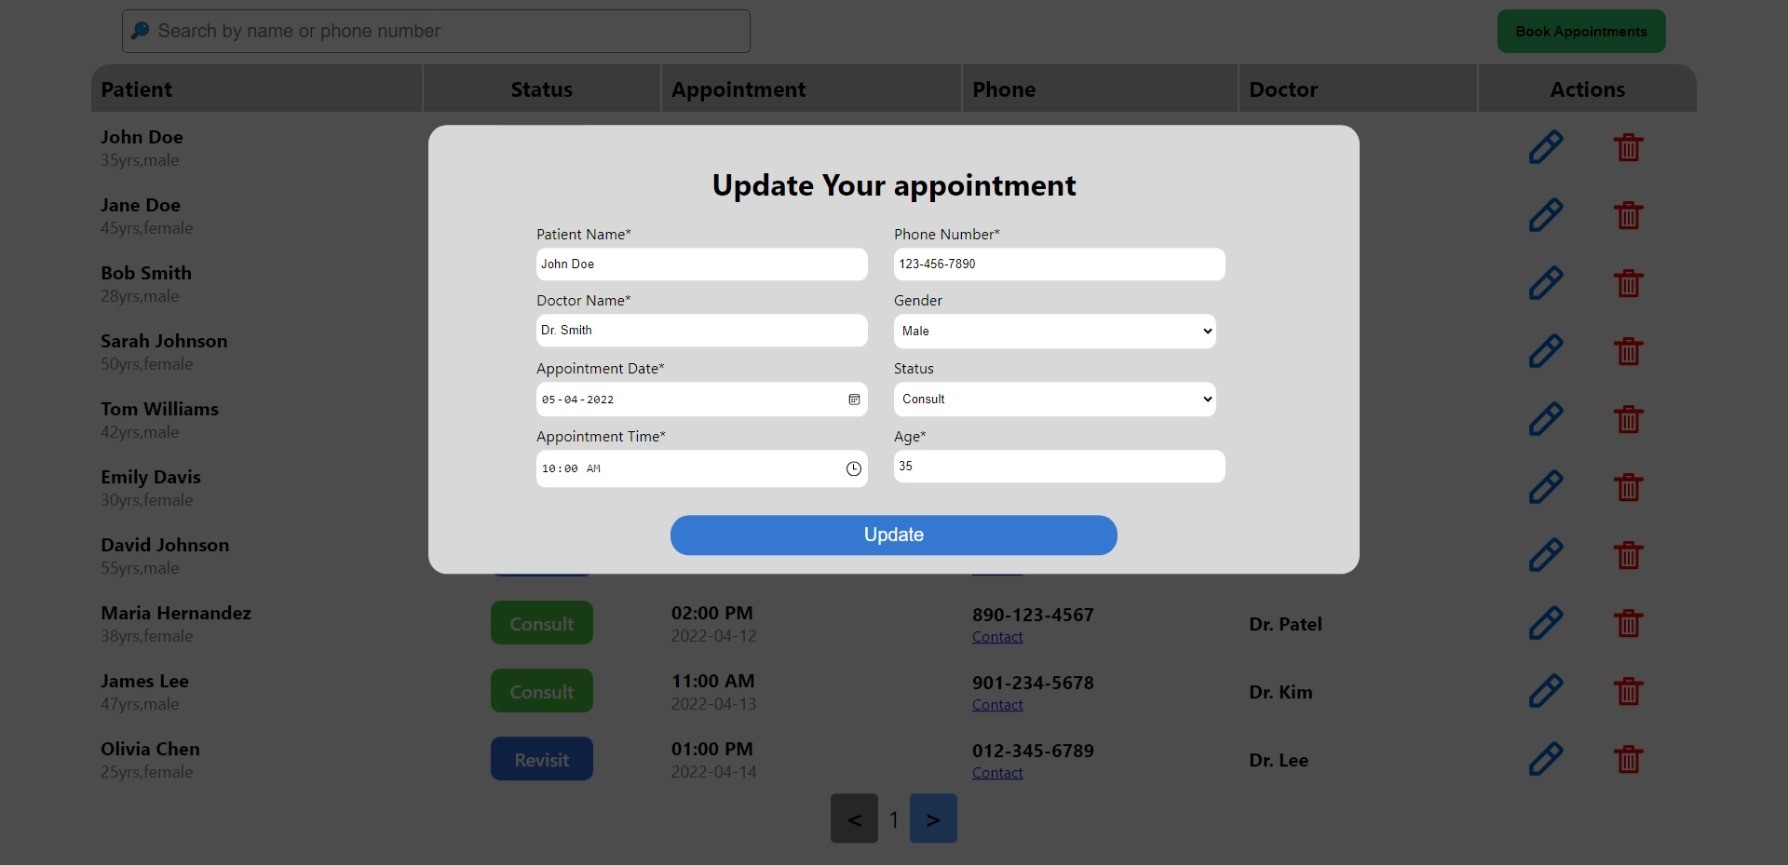 Search by name or phone number
Book Appointments
Patient Status Appointment Phone Doctor Actions
John Doe
35yrs,male
Jane Doe
45yrs,female
Bob Smith
28yrs,male
Sarah Johnson
50yrs,female
Tom Williams
42yrs,male
Emily Davis
30yrs,female
David Johnson
55yrs,male
Update Your appointment
Patient Name* Phone Number*
John Doe 123-456-7890
Doctor Name* Gender
Dr. Smith Male
Appointment Date* Status
05-04-2022 Consult
Appointment Time* Age*
10:00 AM 35
Update
Maria Hernandez Consult 02:00 PM 890-123-4567 Dr. Patel
38yrs,female 2022-04-12 Contact
James Lee Consult 11:00 AM 901-234-5678 Dr. Kim
47yrs,male 2022-04-13 Contact
Olivia Chen Revisit 01:00 PM 012-345-6789 Dr. Lee
25yrs,female 2022-04-14 Contact
< 1 >